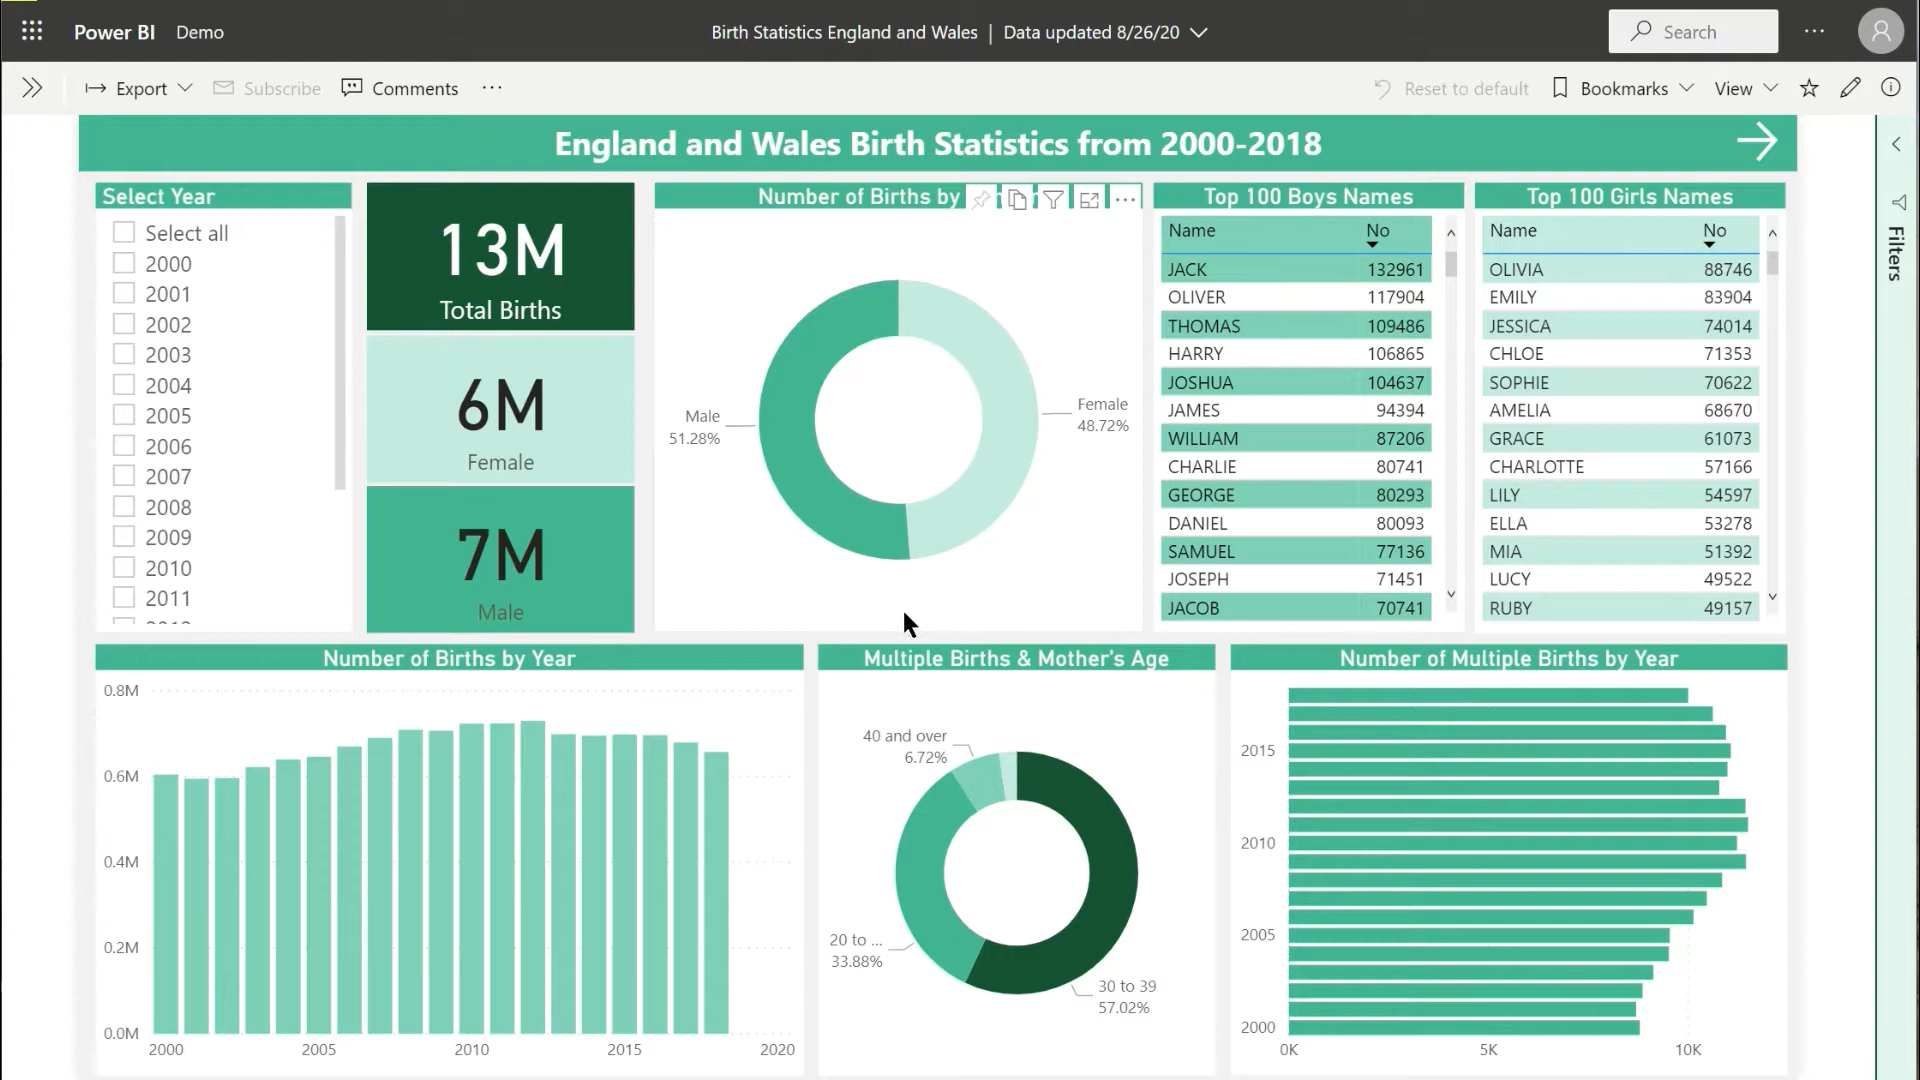 Power BI Demo
Birth Statistics England and Wales | Data updated 8/26/20
Search
Export
Subscribe
Comments
Reset to default
Bookmarks
View
England and Wales Birth Statistics from 2000-2018
Filters
Select Year
Select all
2000
2001
2002
2003
2004
2005
2006
2007
2008
2009
2010
2011
13M
Total Births
6M
Female
7M
Male
Number of Births by
Male
51.28%
Female
48.72%
Top 100 Boys Names
Name No
JACK 132961
OLIVER 117904
THOMAS 109486
HARRY 106865
JOSHUA 104637
JAMES 94394
WILLIAM 87206
CHARLIE 80741
GEORGE 80293
DANIEL 80093
SAMUEL 77136
JOSEPH 71451
JACOB 70741
Top 100 Girls Names
Name No
OLIVIA 88746
EMILY 83904
JESSICA 74014
CHLOE 71353
SOPHIE 70622
AMELIA 68670
GRACE 61073
CHARLOTTE 57166
LILY 54597
ELLA 53278
MIA 51392
LUCY 49522
RUBY 49157
Number of Births by Year
0.8M
0.6M
0.4M
0.2M
0.0M
2000 2005 2010 2015 2020
Multiple Births & Mother's Age
40 and over
6.72%
20 to ...
33.88%
30 to 39
57.02%
Number of Multiple Births by Year
2015
2010
2005
2000
0K 5K 10K